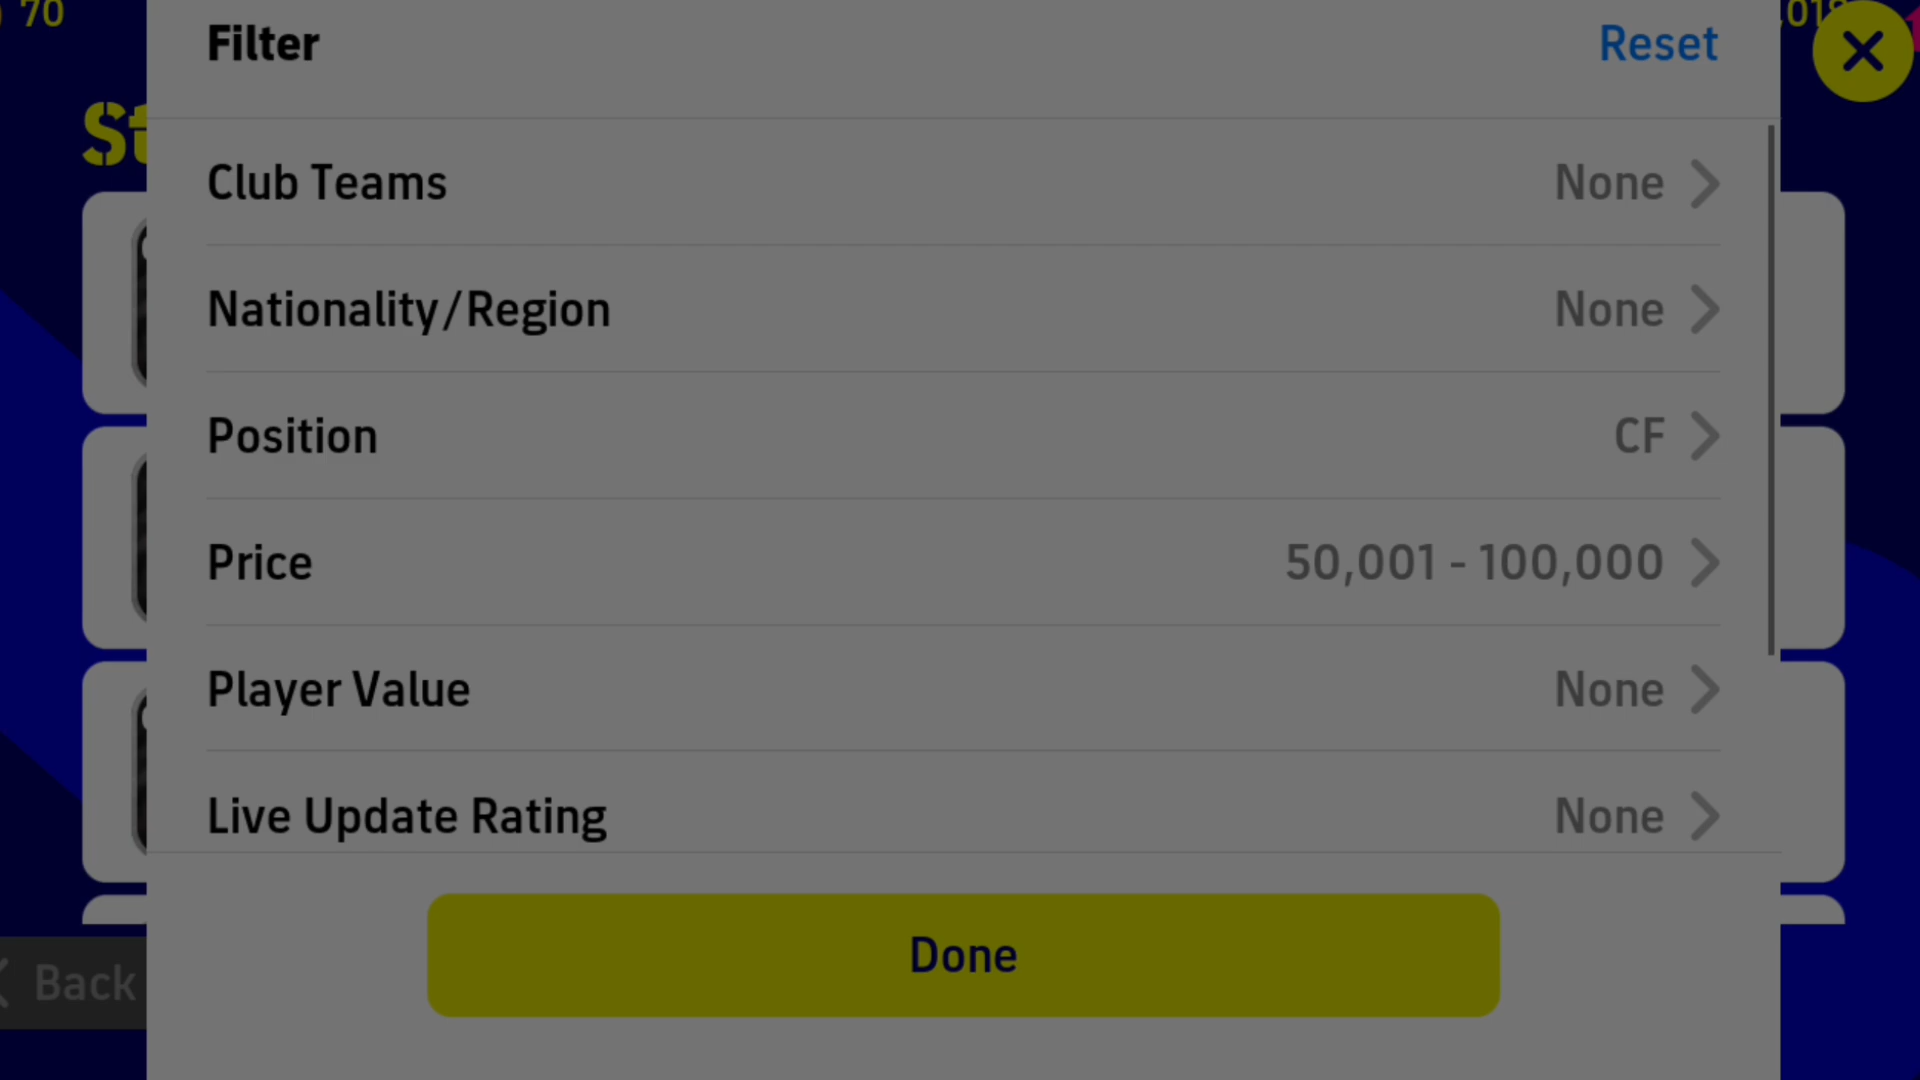 70
Filter
Reset
Club Teams None
Nationality/Region None
Position CF
Price 50,001 - 100,000
Player Value None
Live Update Rating None
Done
Back